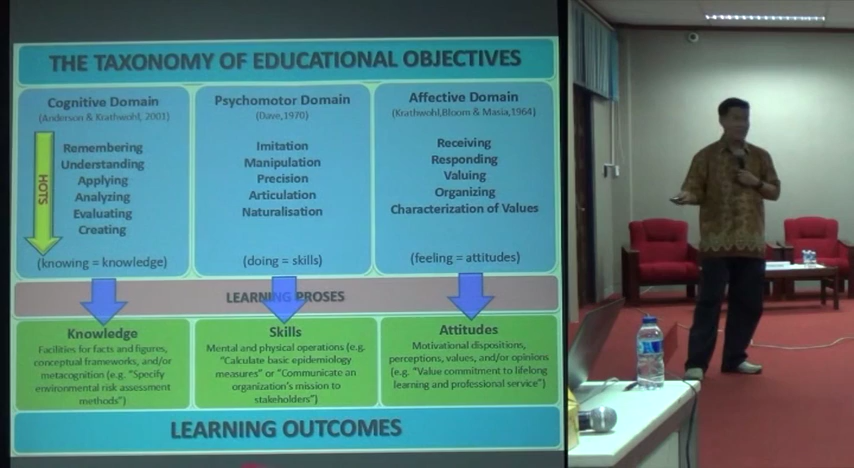 THE TAXONOMY OF EDUCATIONAL OBJECTIVES
Cognitive Domain
(Anderson & Krathwohl, 2001)
HOTS
Remembering
Understanding
Applying
Analyzing
Evaluating
Creating
(knowing = knowledge)
Psychomotor Domain
(Dave,1970)
Imitation
Manipulation
Precision
Articulation
Naturalisation
(doing = skills)
Affective Domain
(Krathwohl,Bloom & Masia,1964)
Receiving
Responding
Valuing
Organizing
Characterization of Values
(feeling = attitudes)
LEARNING PROSES
Knowledge
Facilities for facts and figures,
conceptual frameworks, and/or
metacognition (e.g. "Specify
environmental risk assessment
methods")
Skills
Mental and physical operations (e.g.
"Calculate basic epidemiology
measures" or "Communicate an
organization's mission to
stakeholders")
Attitudes
Motivational dispositions,
perceptions, values, and/or opinions
(e.g. "Value commitment to lifelong
learning and professional service")
LEARNING OUTCOMES